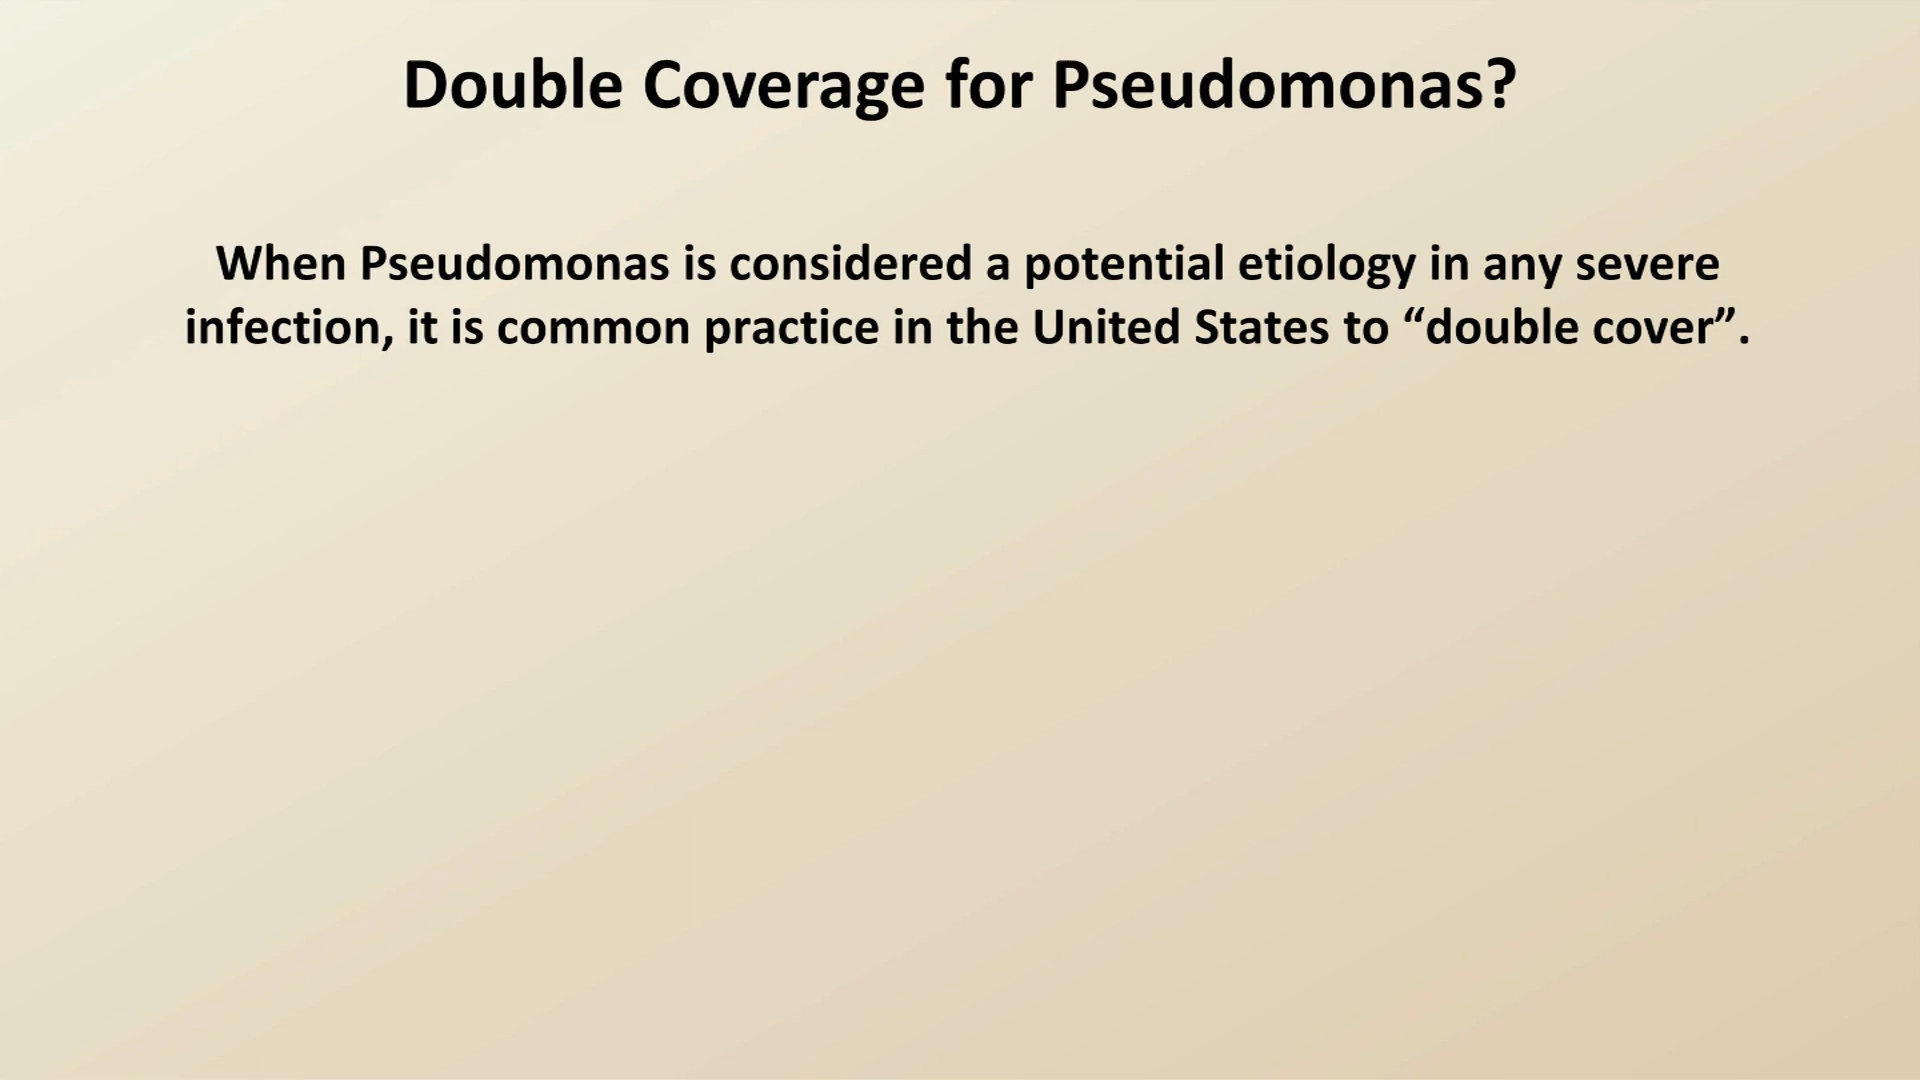 Double Coverage for Pseudomonas?
When Pseudomonas is considered a potential etiology in any severe
infection, it is common practice in the United States to “double cover”.